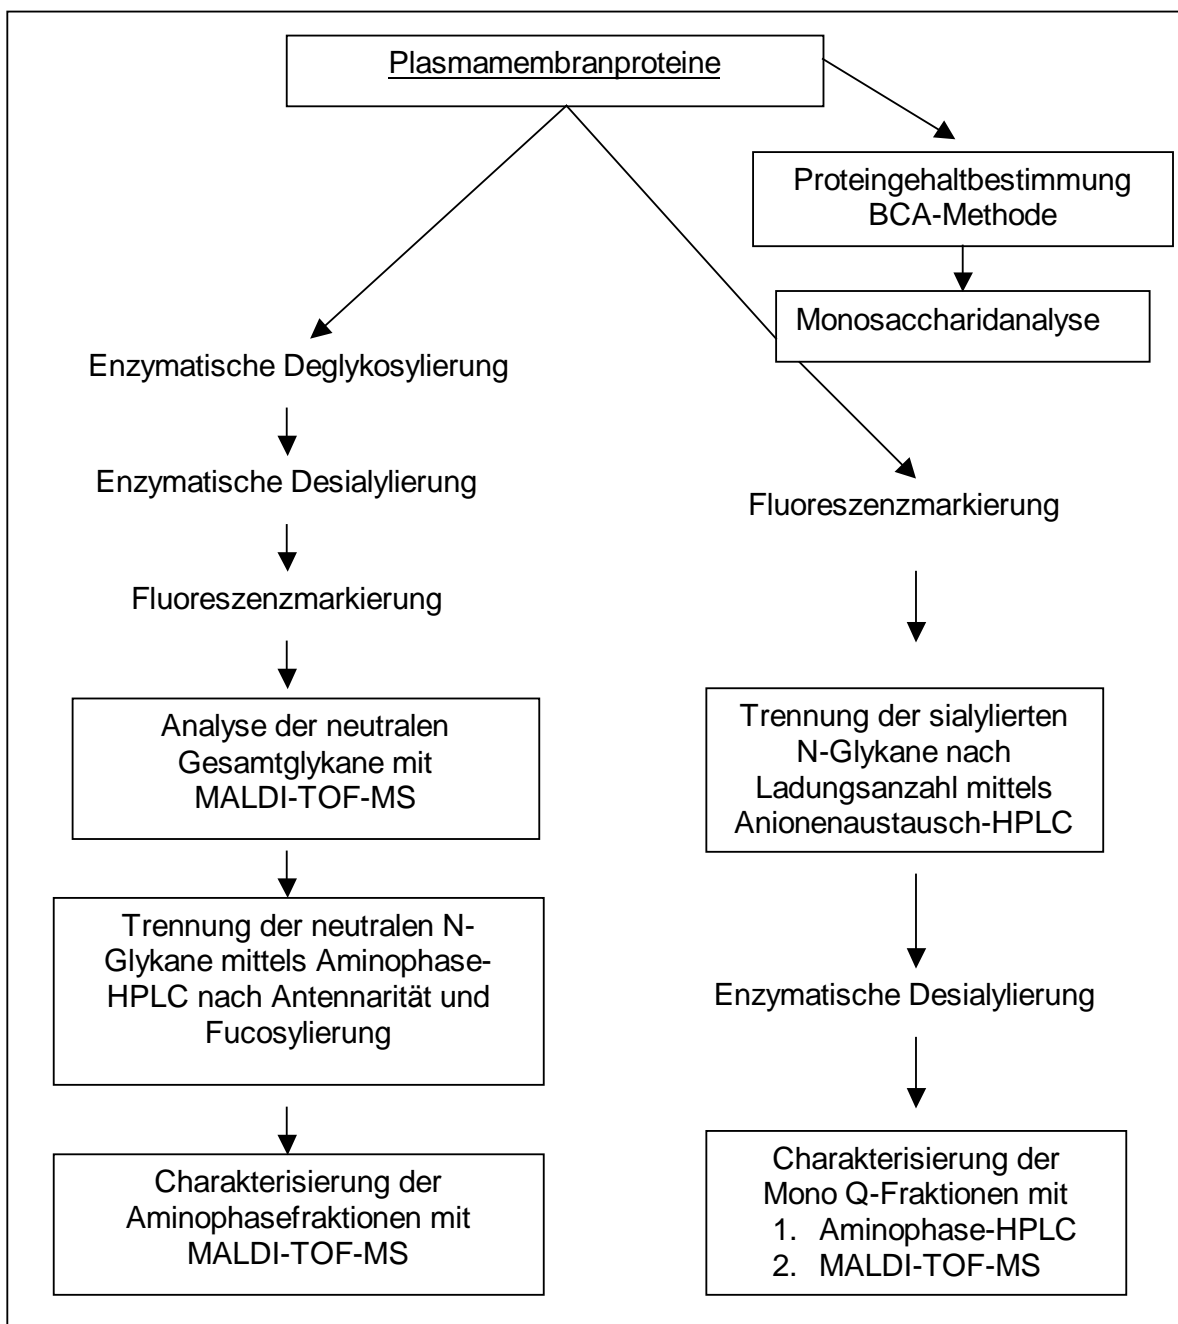 Plasmamembranproteine
Proteingehaltbestimmung
BCA-Methode
Monosaccharidanalyse
Enzymatische Deglykosylierung
Enzymatische Desialylierung
Fluoreszenzmarkierung
Analyse der neutralen
Gesamtglykane mit
MALDI-TOF-MS
Trennung der neutralen N-
Glykane mittels Aminophase-
HPLC nach Antennarität und
Fucosylierung
Charakterisierung der
Aminophasefraktionen mit
MALDI-TOF-MS
Fluoreszenzmarkierung
Trennung der sialylierten
N-Glykane nach
Ladungsanzahl mittels
Anionenaustausch-HPLC
Enzymatische Desialylierung
Charakterisierung der
Mono Q-Fraktionen mit
1. Aminophase-HPLC
2. MALDI-TOF-MS